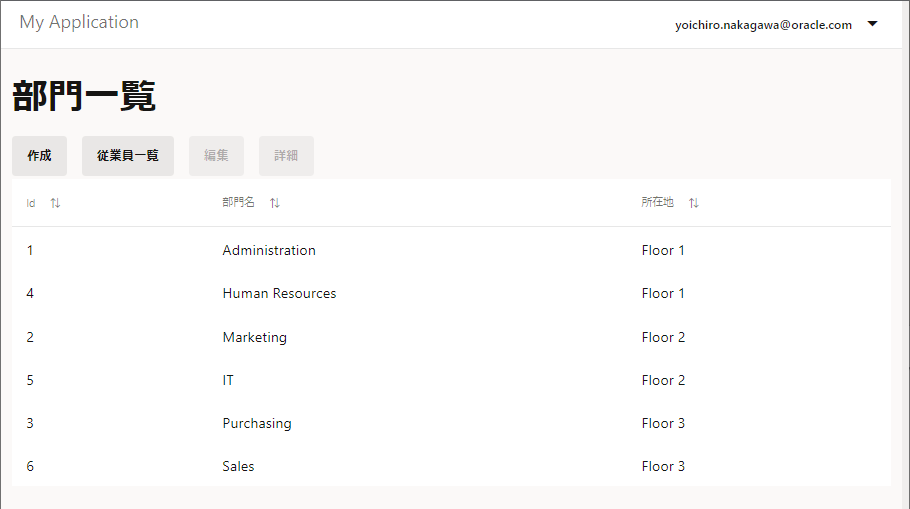 My Application yoichiro.nakagawa@oracle.com
部門一覧
作成 従業員一覧 編集 詳細
Id 部門名 所在地
1 Administration Floor 1
4 Human Resources Floor 1
2 Marketing Floor 2
5 IT Floor 2
3 Purchasing Floor 3
6 Sales Floor 3